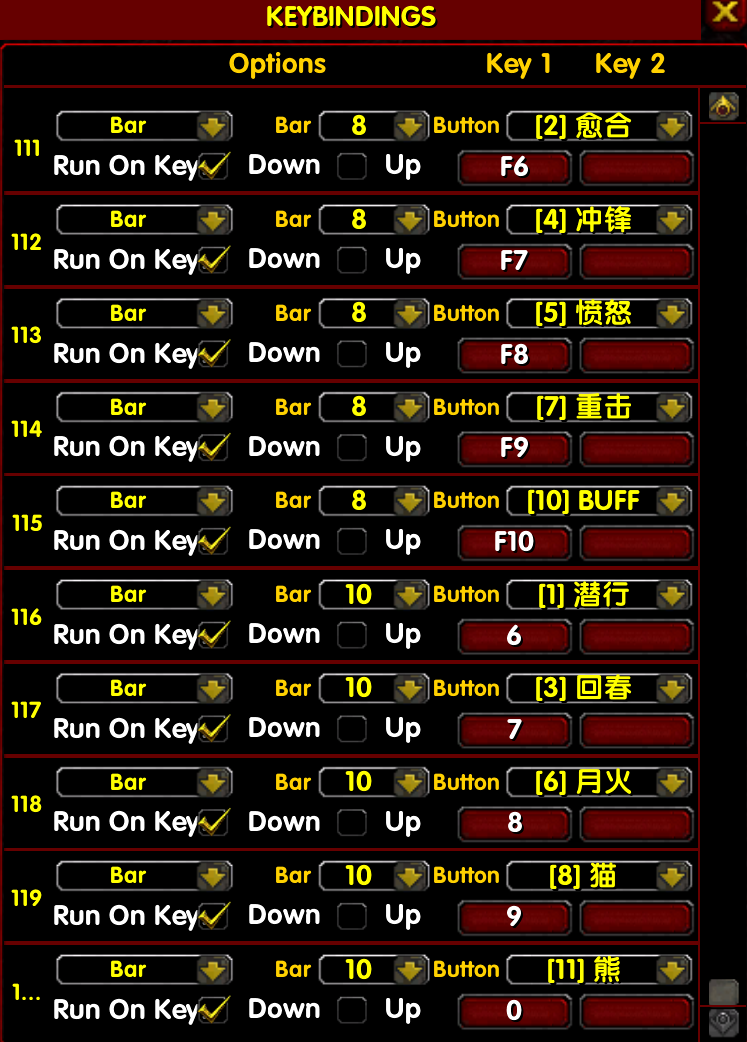 KEYBINDINGS
Options Key 1 Key 2
111 Bar Bar 8 Button [2] 愈合
Run On Key Down Up F6
112 Bar Bar 8 Button [4] 冲锋
Run On Key Down Up F7
113 Bar Bar 8 Button [5] 愤怒
Run On Key Down Up F8
114 Bar Bar 8 Button [7] 重击
Run On Key Down Up F9
115 Bar Bar 8 Button [10] BUFF
Run On Key Down Up F10
116 Bar Bar 10 Button [1] 潜行
Run On Key Down Up 6
117 Bar Bar 10 Button [3] 回春
Run On Key Down Up 7
118 Bar Bar 10 Button [6] 月火
Run On Key Down Up 8
119 Bar Bar 10 Button [8] 猫
Run On Key Down Up 9
1... Bar Bar 10 Button [11] 熊
Run On Key Down Up 0